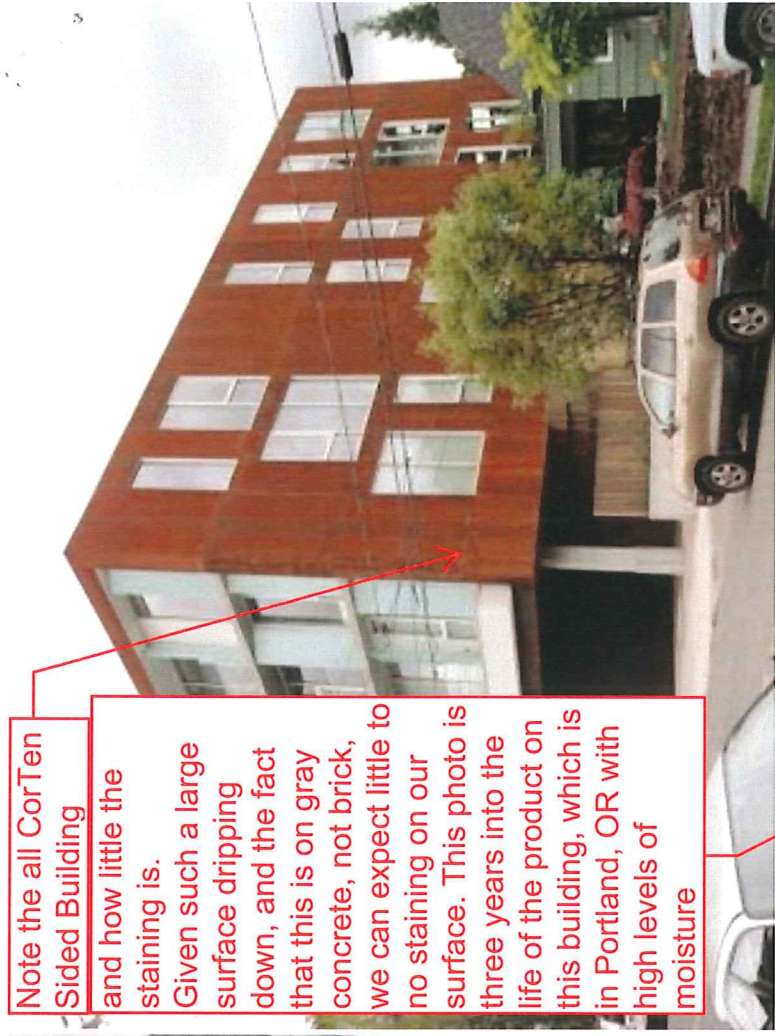 Note the all CorTen
Sided Building
and how little the
staining is.
Given such a large
surface dripping
down, and the fact
that this is on gray
concrete, not brick,
we can expect little to
no staining on our
surface. This photo is
three years into the
life of the product on
this building, which is
in Portland, OR with
high levels of
moisture